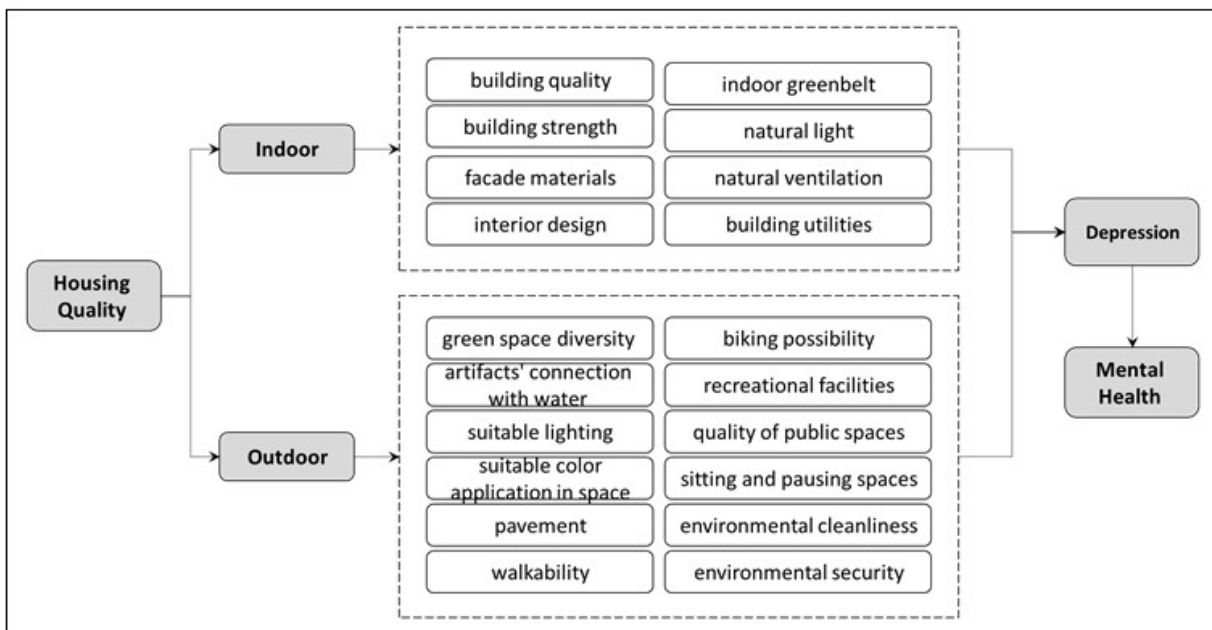 Housing
Quality
Indoor
building quality
building strength
facade materials
interior design
indoor greenbelt
natural light
natural ventilation
building utilities
Outdoor
green space diversity
artifacts' connection
with water
suitable lighting
suitable color
application in space
pavement
walkability
biking possibility
recreational facilities
quality of public spaces
sitting and pausing spaces
environmental cleanliness
environmental security
Depression
Mental
Health